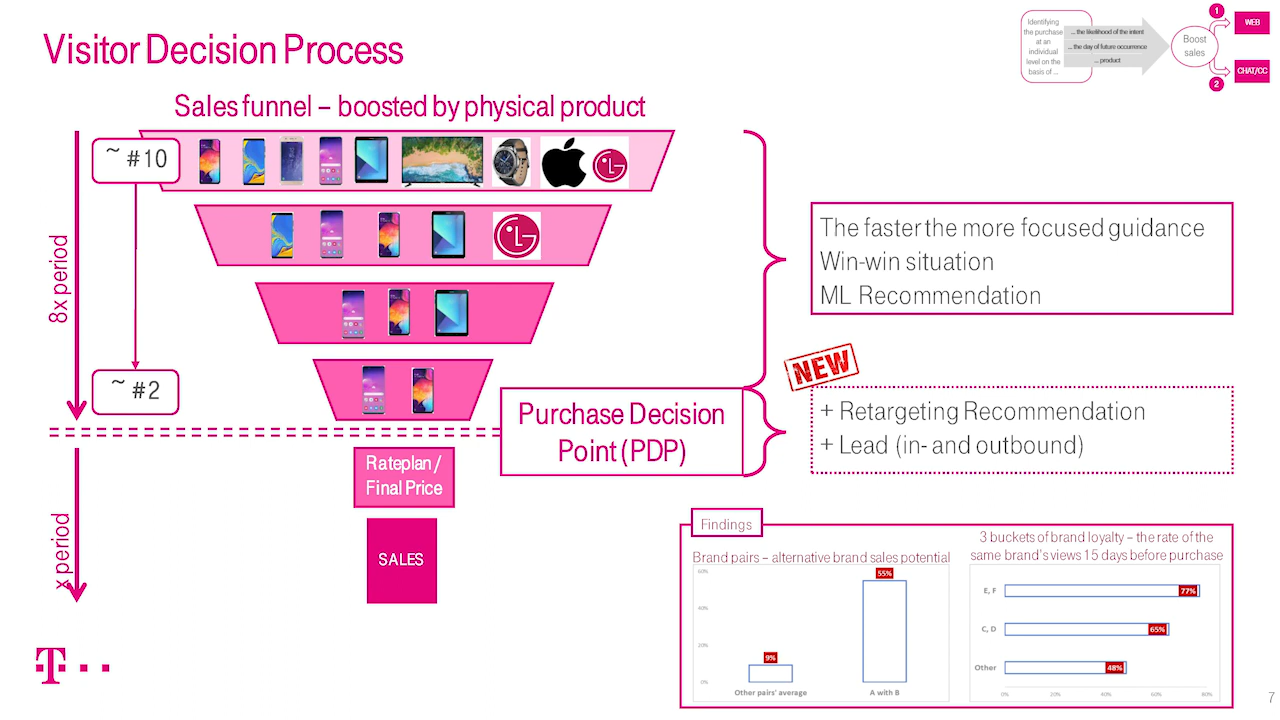 Visitor Decision Process
Identifying
the purchase
at an
individual
level on the
basis of ...
... the likelihood of the intent
... the day of future occurrence
... product
Boost
sales
1
WEB
CHAT/CC
2
Sales funnel – boosted by physical product
~ #10
8x period
~ #2
The faster the more focused guidance
Win-win situation
ML Recommendation
NEW
Purchase Decision
Point (PDP)
+ Retargeting Recommendation
+ Lead (in- and outbound)
Rateplan /
Final Price
x period
SALES
Findings
Brand pairs – alternative brand sales potential
60%
40%
20%
0%
9%
55%
Other pairs' average
A with B
3 buckets of brand loyalty – the rate of the
same brand's views 15 days before purchase
E, F
77%
C, D
65%
Other
48%
0%
20%
40%
60%
80%
LG
LG
T
7